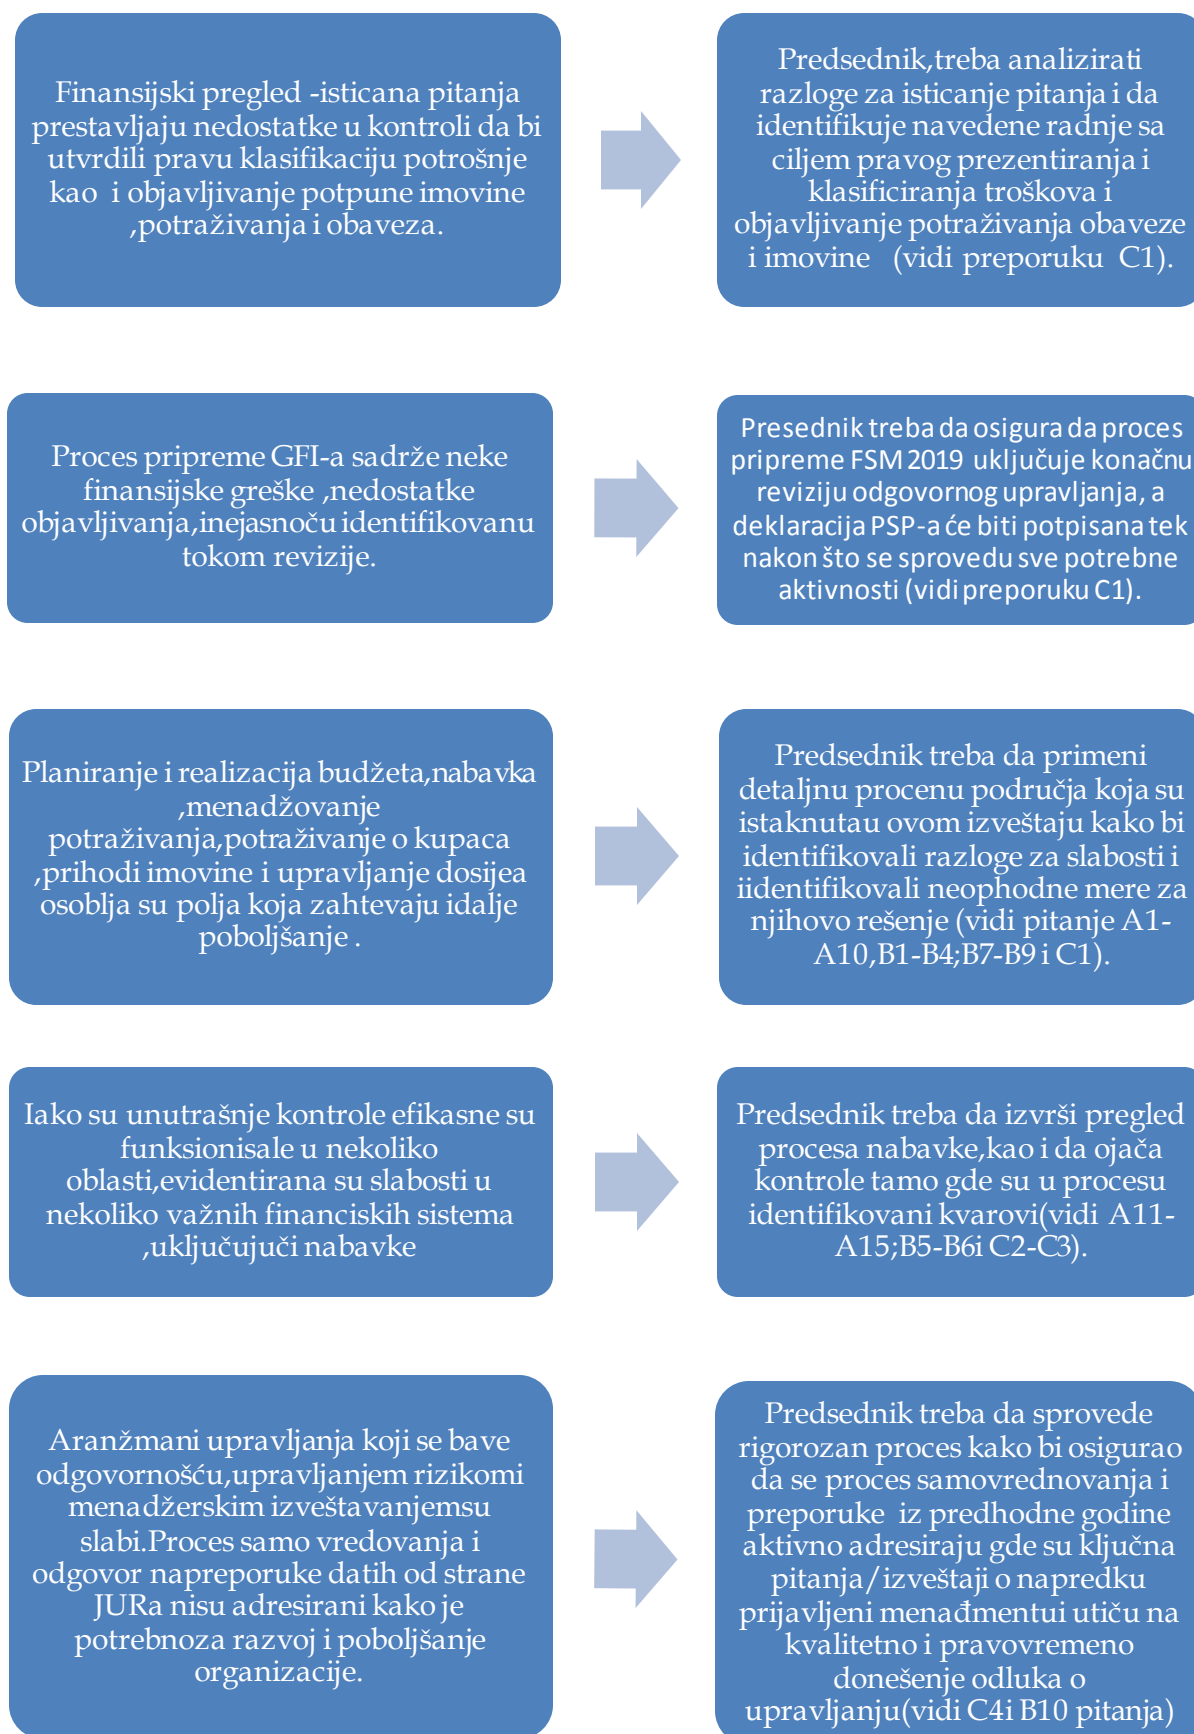 Finansijski pregled -isticana pitanja
prestavljaju nedostatke u kontroli da bi
utvrdili pravu klasifikaciju potrošnje
kao i objavljivanje potpune imovine
,potraživanja i obaveza.
Predsednik,treba analizirati
razloge za isticanje pitanja i da
identifikuje navedene radnje sa
ciljem pravog prezentiranja i
klasificiranja troškova i
objavljivanje potraživanja obaveze
i imovine (vidi preporuku C1).
Proces pripreme GFI-a sadrže neke
finansijske greške ,nedostatke
objavljivanja,inejasnoču identifikovanu
tokom revizije.
Presednik treba da osigura da proces
pripreme FSM 2019 uključuje konačnu
reviziju odgovornog upravljanja, a
deklaracija PSP-a će biti potpisana tek
nakon što se sprovedu sve potrebne
aktivnosti (vidi preporuku C1).
Planiranje i realizacija budžeta,nabavka
,menadžovanje
potraživanja,potraživanje o kupaca
,prihodi imovine i upravljanje dosijea
osoblja su polja koja zahtevaju idalje
poboljšanje .
Predsednik treba da primeni
detaljnu procenu područja koja su
istaknutau ovom izveštaju kako bi
identifikovali razloge za slabosti i
iidentifikovali neophodne mere za
njihovo rešenje (vidi pitanje A1-
A10,B1-B4;B7-B9 i C1).
Iako su unutrašnje kontrole efikasne su
funksionisale u nekoliko
oblasti,evidentirana su slabosti u
nekoliko važnih financiskih sistema
,uključujuči nabavke
Predsednik treba da izvrši pregled
procesa nabavke,kao i da ojača
kontrole tamo gde su u procesu
identifikovani kvarovi(vidi A11-
A15;B5-B6i C2-C3).
Aranžmani upravljanja koji se bave
odgovornošću,upravljanjem rizikomi
menadžerskim izveštavanjemsu
slabi.Proces samo vredovanja i
odgovor napreporuke datih od strane
JURa nisu adresirani kako je
potrebnoza razvoj i poboljšanje
organizacije.
Predsednik treba da sprovede
rigorozan proces kako bi osigurao
da se proces samovrednovanja i
preporuke iz predhodne godine
aktivno adresiraju gde su ključna
pitanja/izveštaji o napredku
prijavljeni menađmentui utiču na
kvalitetno i pravovremeno
donešenje odluka o
upravljanju(vidi C4i B10 pitanja)